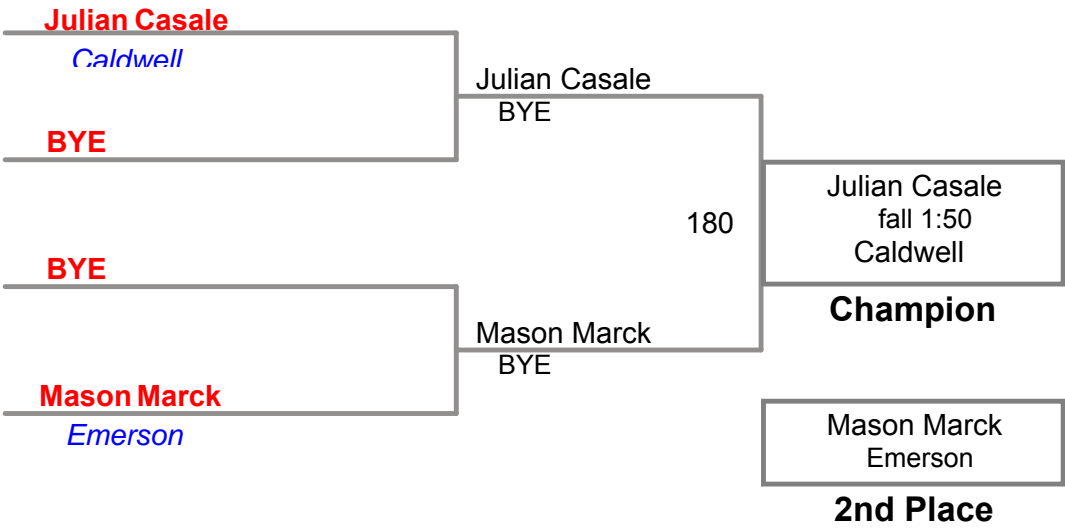 Julian Casale
Caldwell
Julian Casale
BYE
BYE
180
Julian Casale
fall 1:50
Caldwell
Champion
BYE
Mason Marck
BYE
Mason Marck
Emerson
Mason Marck
Emerson
2nd Place